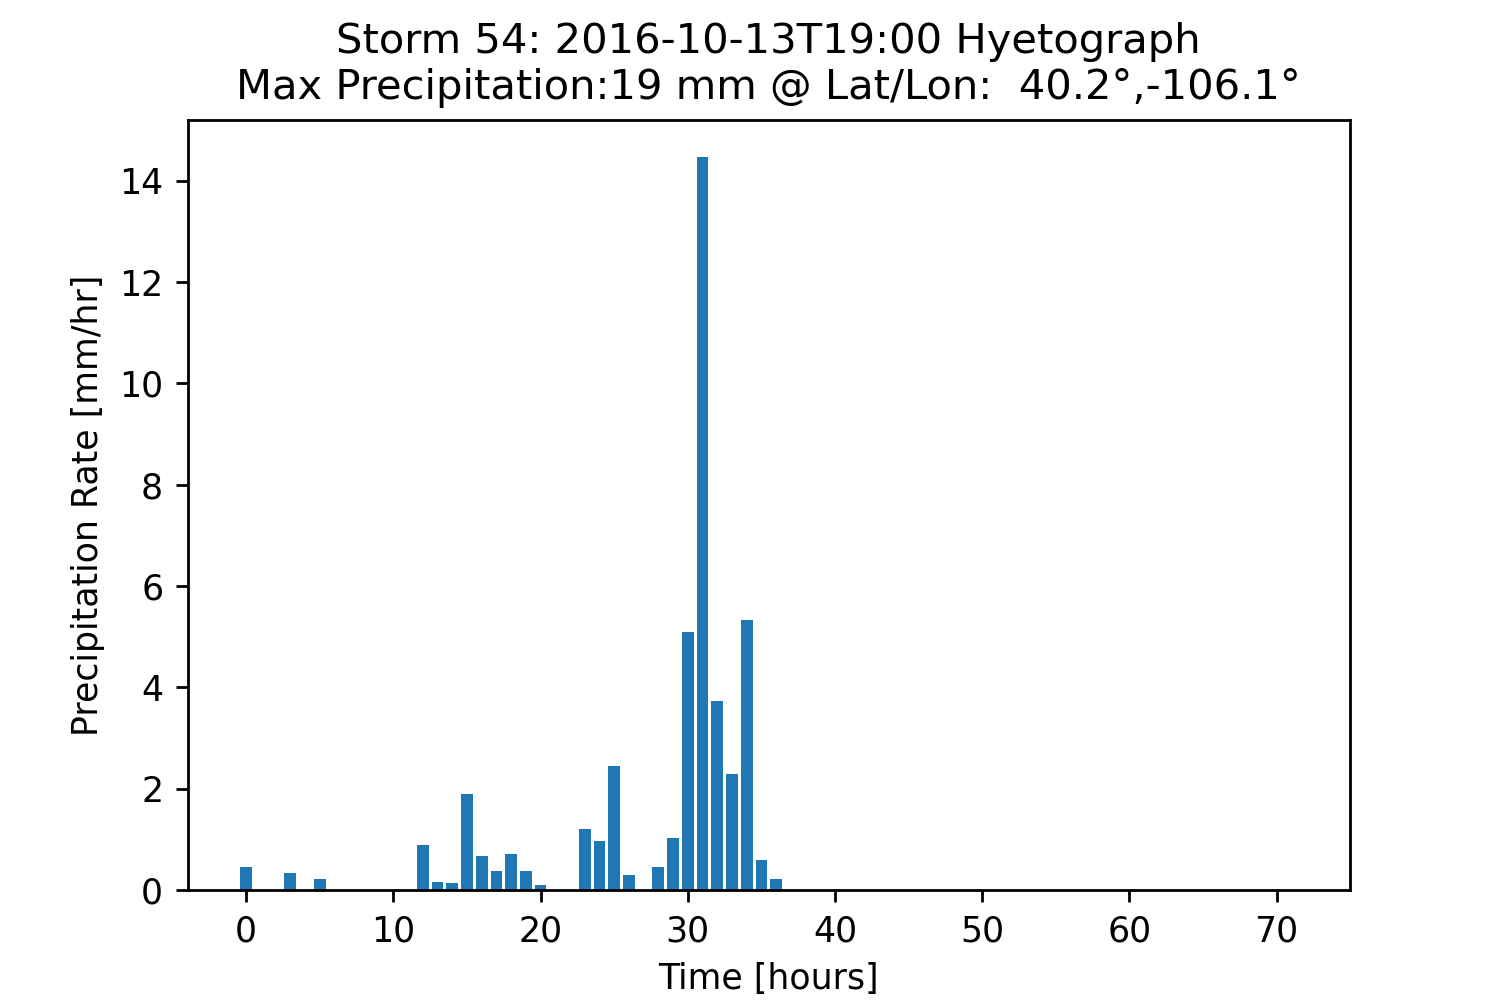 Storm 54: 2016-10-13T19:00 Hyetograph
Max Precipitation:19 mm @ Lat/Lon:  40.2°,-106.1°
Precipitation Rate [mm/hr]
14
12
10
8
6
4
2
0
0 10 20 30 40 50 60 70
Time [hours]